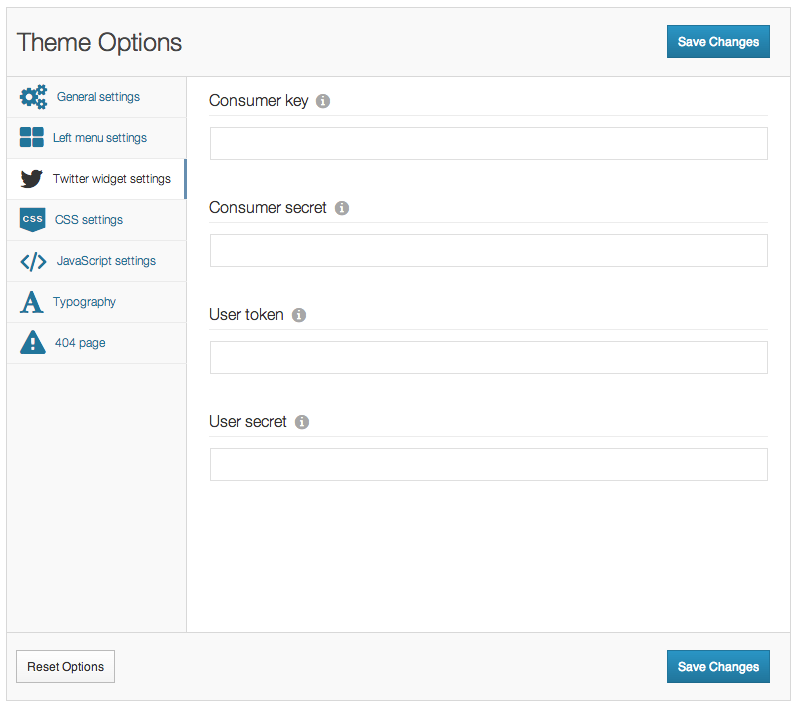 Theme Options
Save Changes
General settings
Left menu settings
Twitter widget settings
CSS
CSS settings
JavaScript settings
Typography
404 page
Consumer key
Consumer secret
User token
User secret
Reset Options
Save Changes